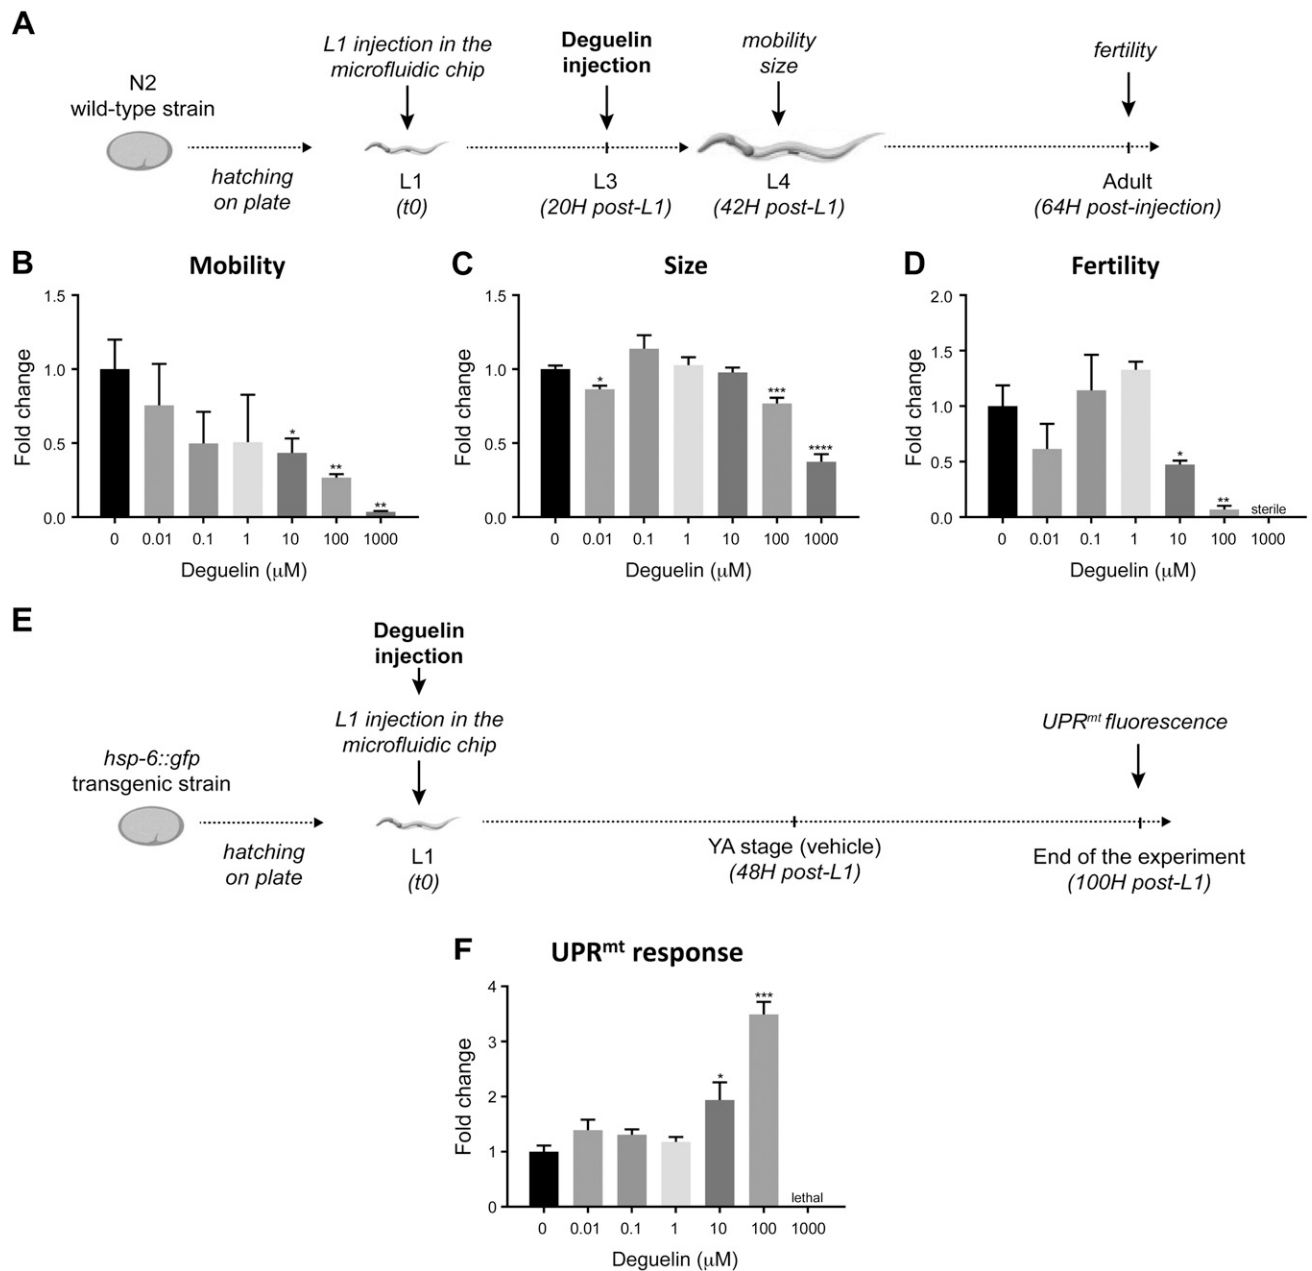 A
N2
wild-type strain
hatching
on plate
L1 injection in the
microfluidic chip
L1
(t0)
Deguelin
injection
L3
(20H post-L1)
mobility
size
L4
(42H post-L1)
fertility
Adult
(64H post-injection)
B
Mobility
Fold change
1.5
1.0
0.5
0.0
*
**
**
0 0.01 0.1 1 10 100 1000
Deguelin (μM)
C
Size
Fold change
1.5
1.0
0.5
0.0
*
***
****
0 0.01 0.1 1 10 100 1000
Deguelin (μM)
D
Fertility
Fold change
2.0
1.5
1.0
0.5
0.0
*
**
sterile
0 0.01 0.1 1 10 100 1000
Deguelin (μM)
E
hsp-6::gfp
transgenic strain
hatching
on plate
Deguelin
injection
L1 injection in the
microfluidic chip
L1
(t0)
YA stage (vehicle)
(48H post-L1)
UPRmt fluorescence
End of the experiment
(100H post-L1)
F
UPRmt response
Fold change
4
3
2
1
0
*
***
lethal
0 0.01 0.1 1 10 100 1000
Deguelin (μM)